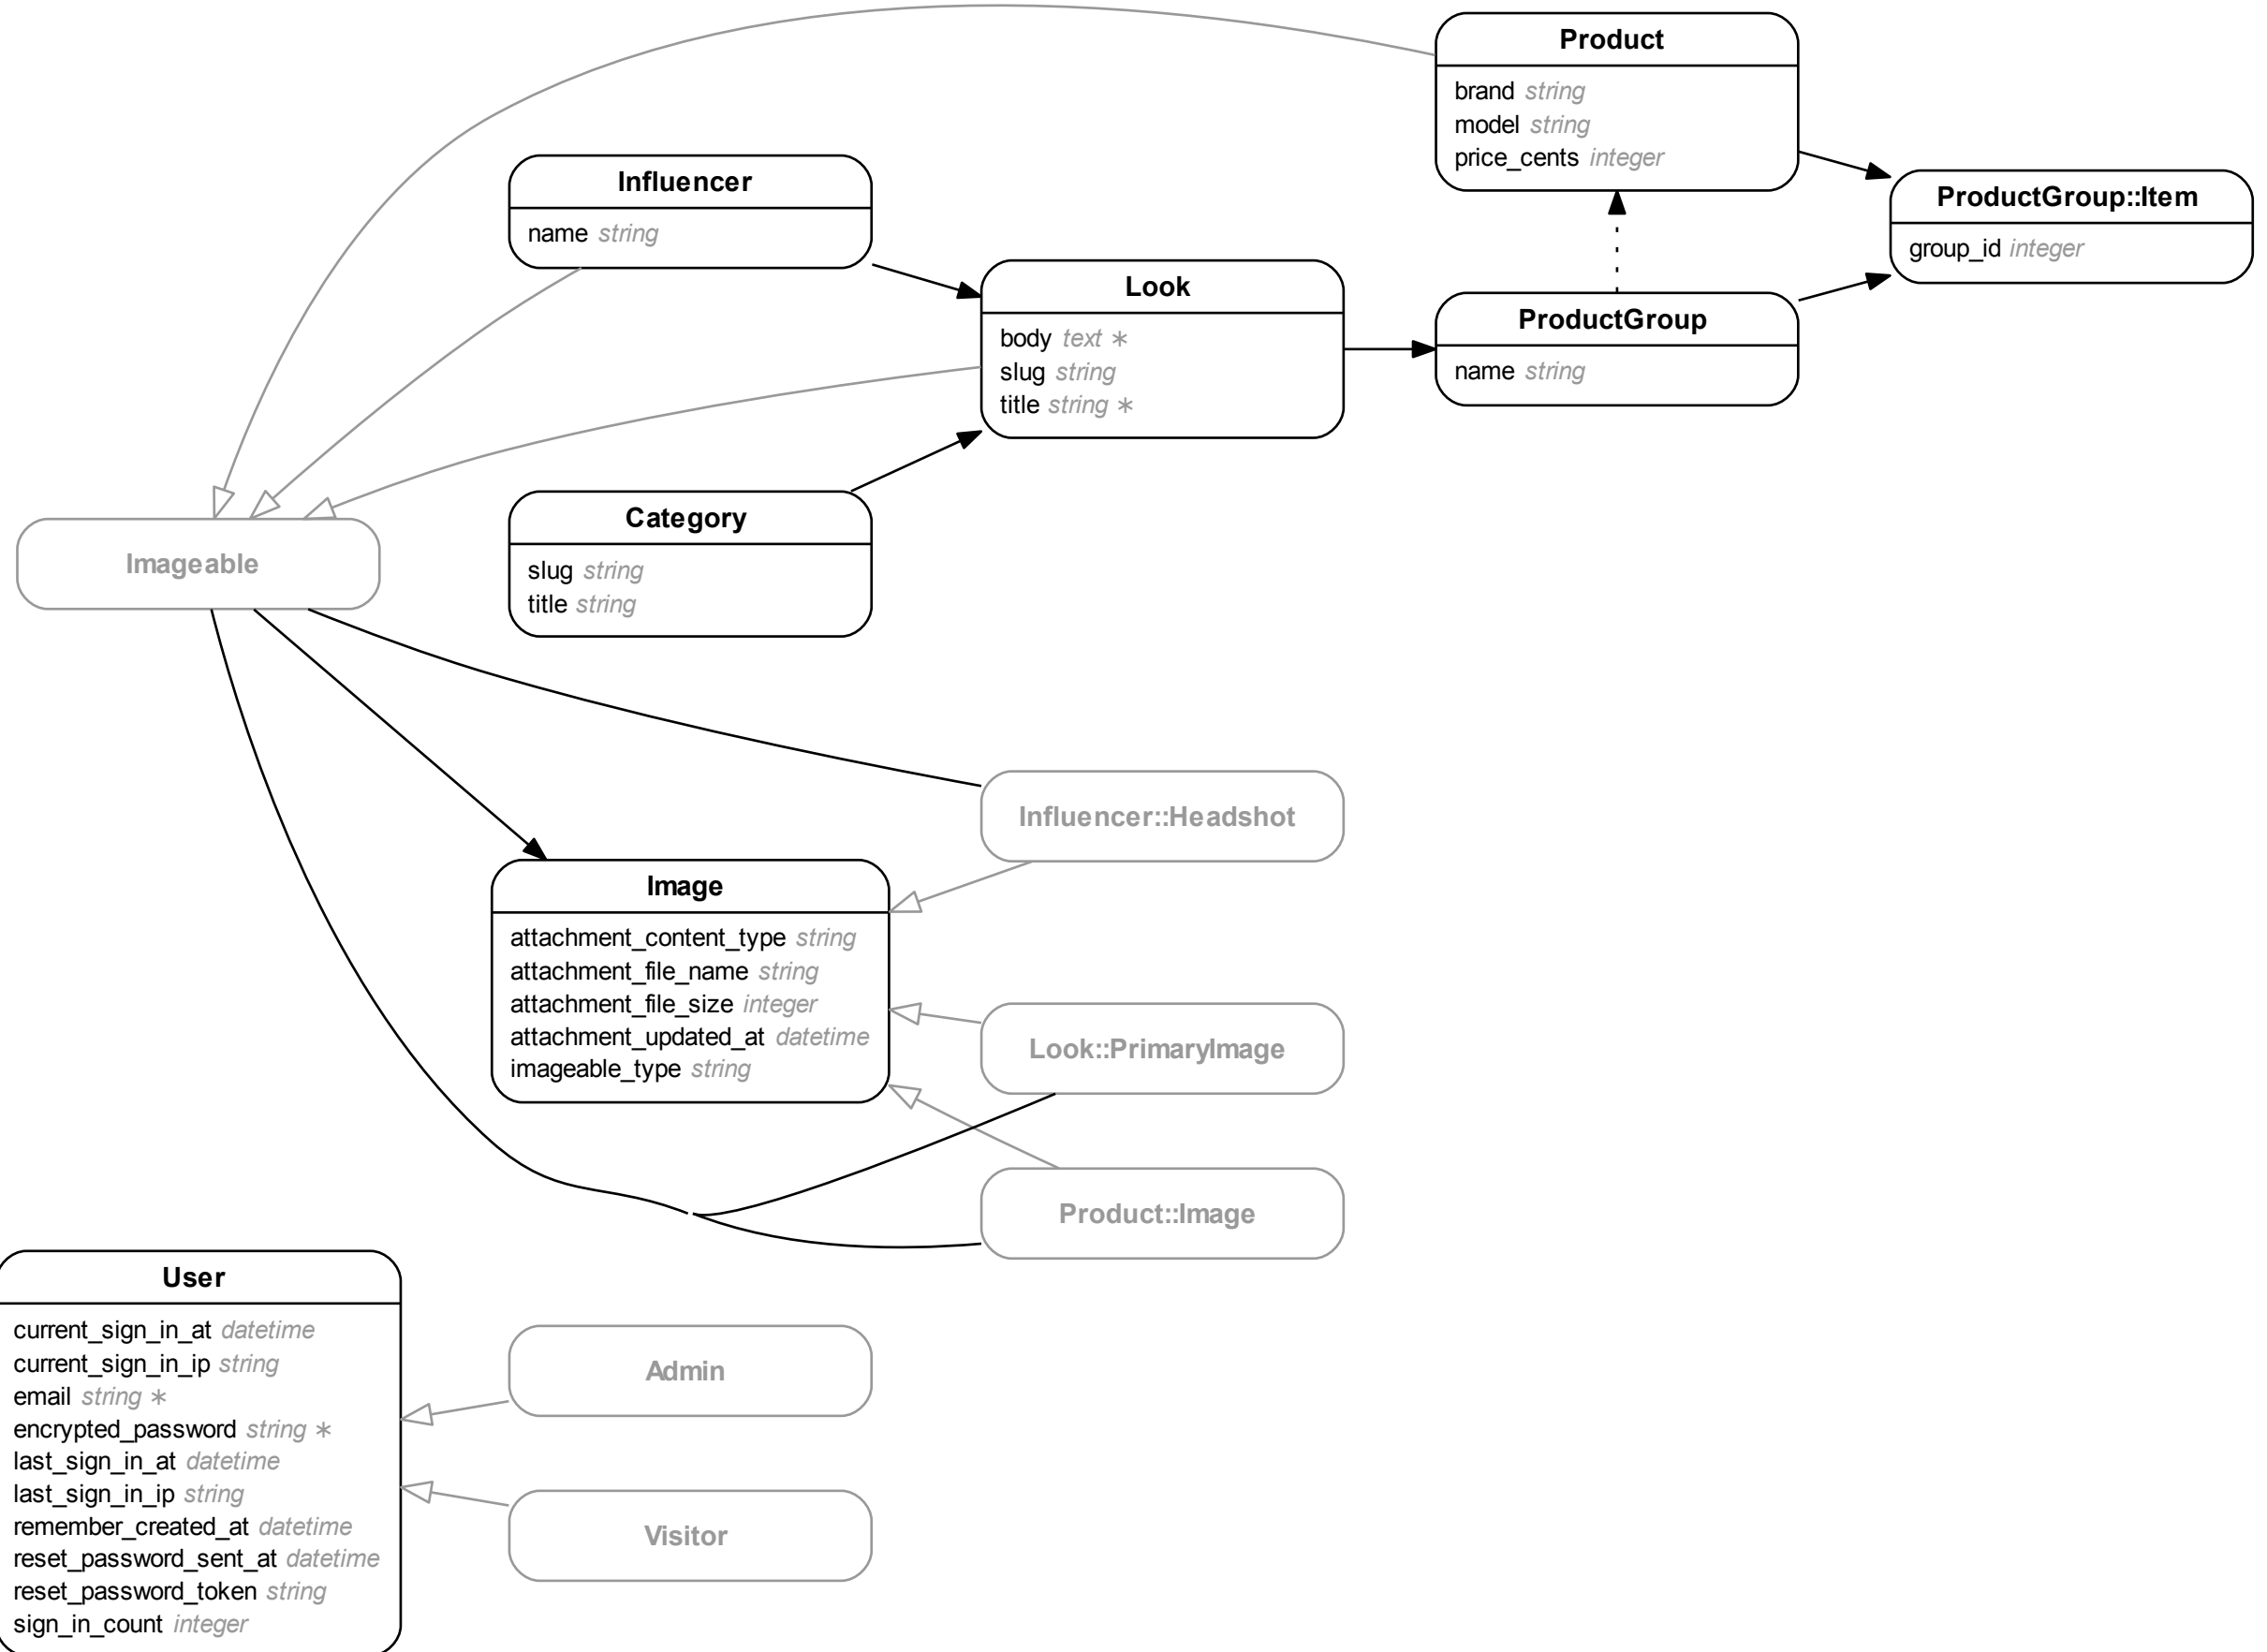 Product
brand string
model string
price_cents integer
Influencer
name string
ProductGroup::Item
group_id integer
Look
body text *
slug string
title string *
ProductGroup
name string
Category
slug string
title string
Imageable
Influencer::Headshot
Image
attachment_content_type string
attachment_file_name string
attachment_file_size integer
attachment_updated_at datetime
imageable_type string
Look::PrimaryImage
Product::Image
User
current_sign_in_at datetime
current_sign_in_ip string
email string *
encrypted_password string *
last_sign_in_at datetime
last_sign_in_ip string
remember_created_at datetime
reset_password_sent_at datetime
reset_password_token string
sign_in_count integer
Admin
Visitor